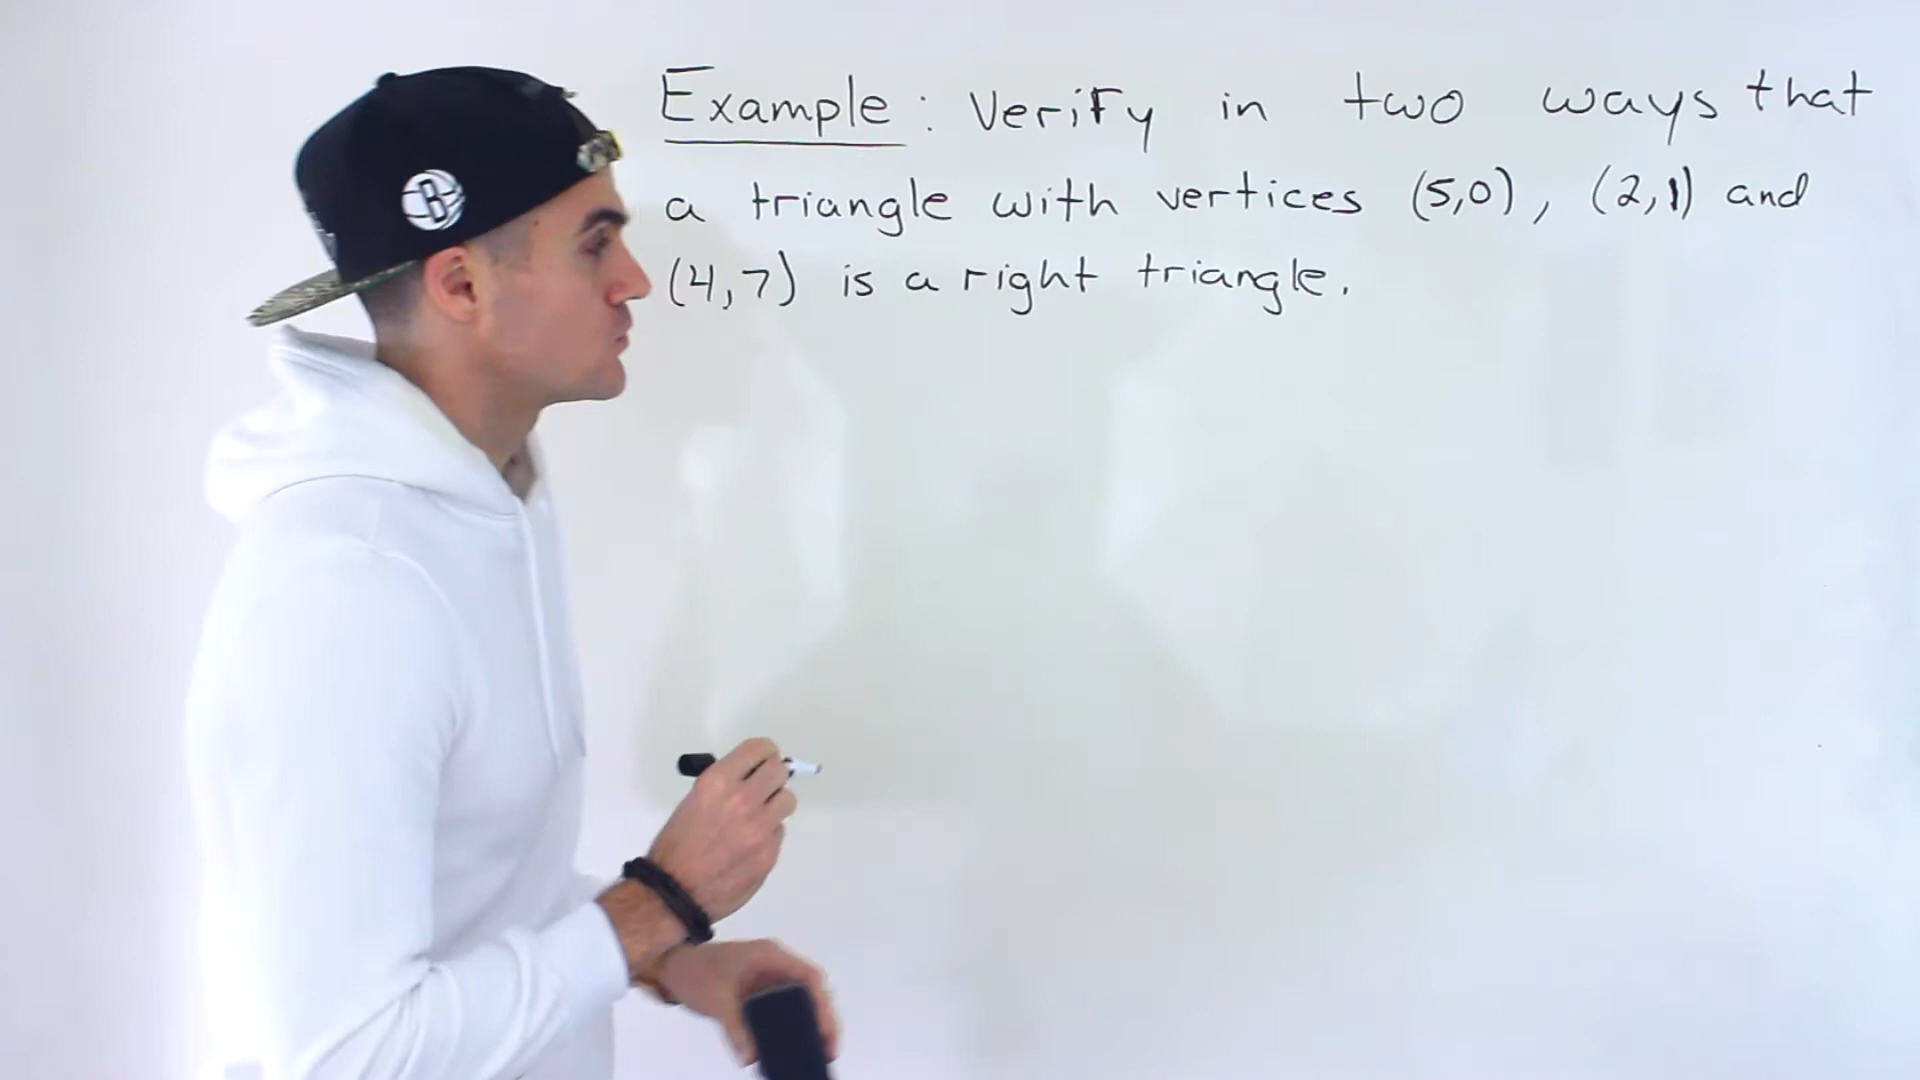 Example: Verify in two ways that
a triangle with vertices (5,0), (2,1) and
(4,7) is a right triangle.
B